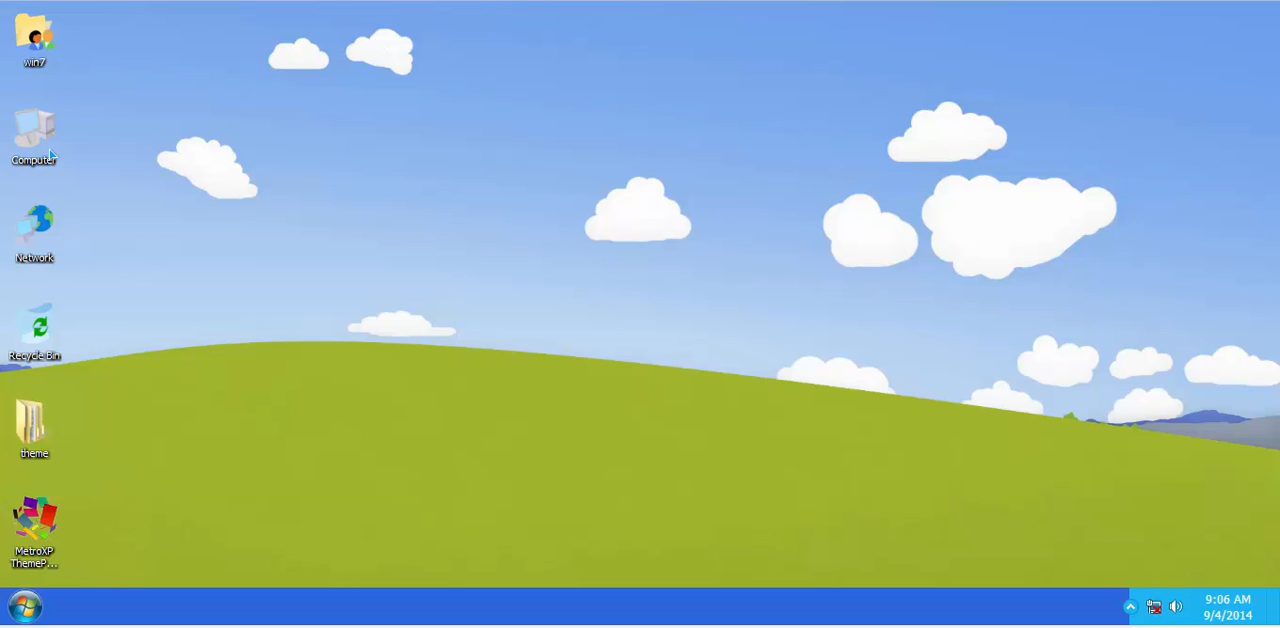 win7
Computer
Network
Recycle Bin
theme
MetroXP
ThemeP...
9:06 AM
9/4/2014